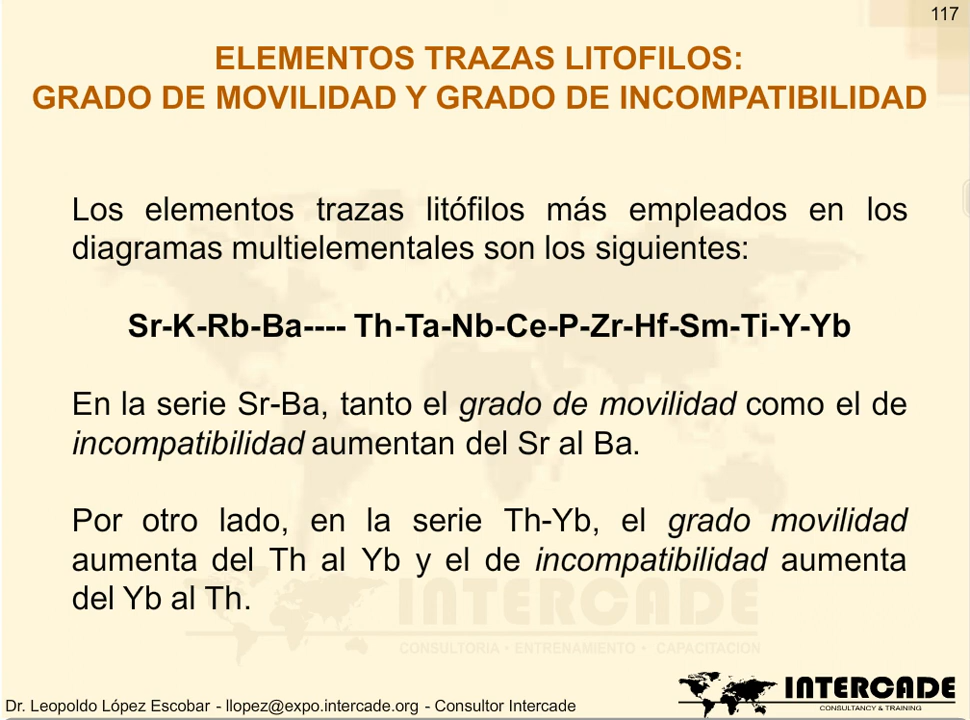 117
ELEMENTOS TRAZAS LITOFILOS:
GRADO DE MOVILIDAD Y GRADO DE INCOMPATIBILIDAD
Los elementos trazas litófilos más empleados en los
diagramas multielementales son los siguientes:
Sr-K-Rb-Ba---- Th-Ta-Nb-Ce-P-Zr-Hf-Sm-Ti-Y-Yb
En la serie Sr-Ba, tanto el grado de movilidad como el de
incompatibilidad aumentan del Sr al Ba.
Por otro lado, en la serie Th-Yb, el grado movilidad
aumenta del Th al Yb y el de incompatibilidad aumenta
del Yb al Th.
INTERCADE
CONSULTORIA • ENTRENAMIENTO • CAPACITACION
INTERCADE
CONSULTANCY & TRAINING
Dr. Leopoldo López Escobar - llopez@expo.intercade.org - Consultor Intercade